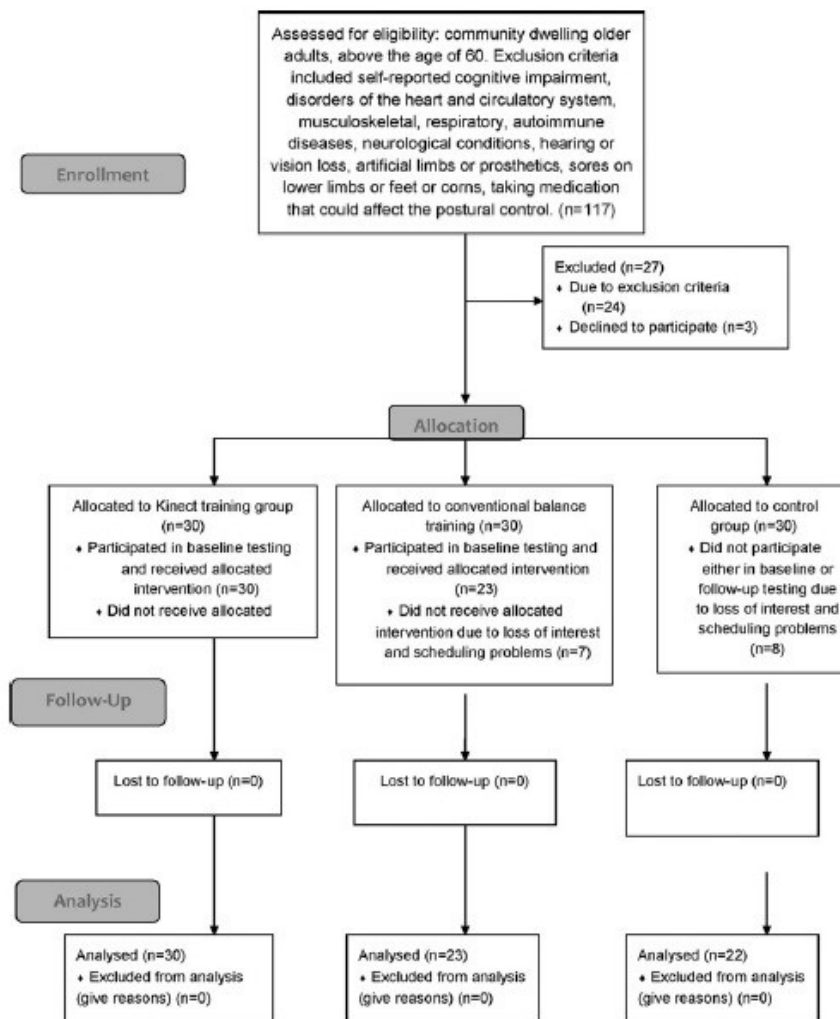 Assessed for eligibility: community dwelling older
adults, above the age of 60. Exclusion criteria
included self-reported cognitive impairment,
disorders of the heart and circulatory system,
musculoskeletal, respiratory, autoimmune
diseases, neurological conditions, hearing or
vision loss, artificial limbs or prosthetics, sores on
lower limbs or feet or corns, taking medication
that could affect the postural control. (n=117)
Enrollment
Excluded (n=27)
♦ Due to exclusion criteria
(n=24)
♦ Declined to participate (n=3)
Allocation
Allocated to Kinect training group
(n=30)
♦ Participated in baseline testing
and received allocated
intervention (n=30)
♦ Did not receive allocated
Allocated to conventional balance
training (n=30)
♦ Participated in baseline testing and
received allocated intervention
(n=23)
♦ Did not receive allocated
intervention due to loss of interest
and scheduling problems (n=7)
Allocated to control
group (n=30)
♦ Did not participate
either in baseline or
follow-up testing due
to loss of interest and
scheduling problems
(n=8)
Follow-Up
Lost to follow-up (n=0)
Lost to follow-up (n=0)
Lost to follow-up (n=0)
Analysis
Analysed (n=30)
♦ Excluded from analysis
(give reasons) (n=0)
Analysed (n=23)
♦ Excluded from analysis
(give reasons) (n=0)
Analysed (n=22)
♦ Excluded from analysis
(give reasons) (n=0)